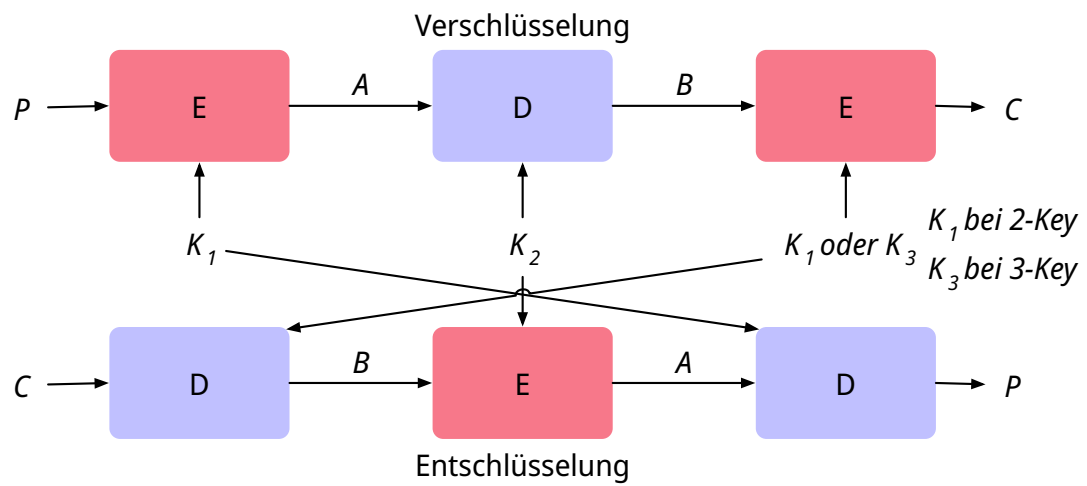 Verschlüsselung
P E A D B E C
K₁ K₂ K₁ oder K₃
K₁ bei 2-Key
K₃ bei 3-Key
C D B E A D P
Entschlüsselung